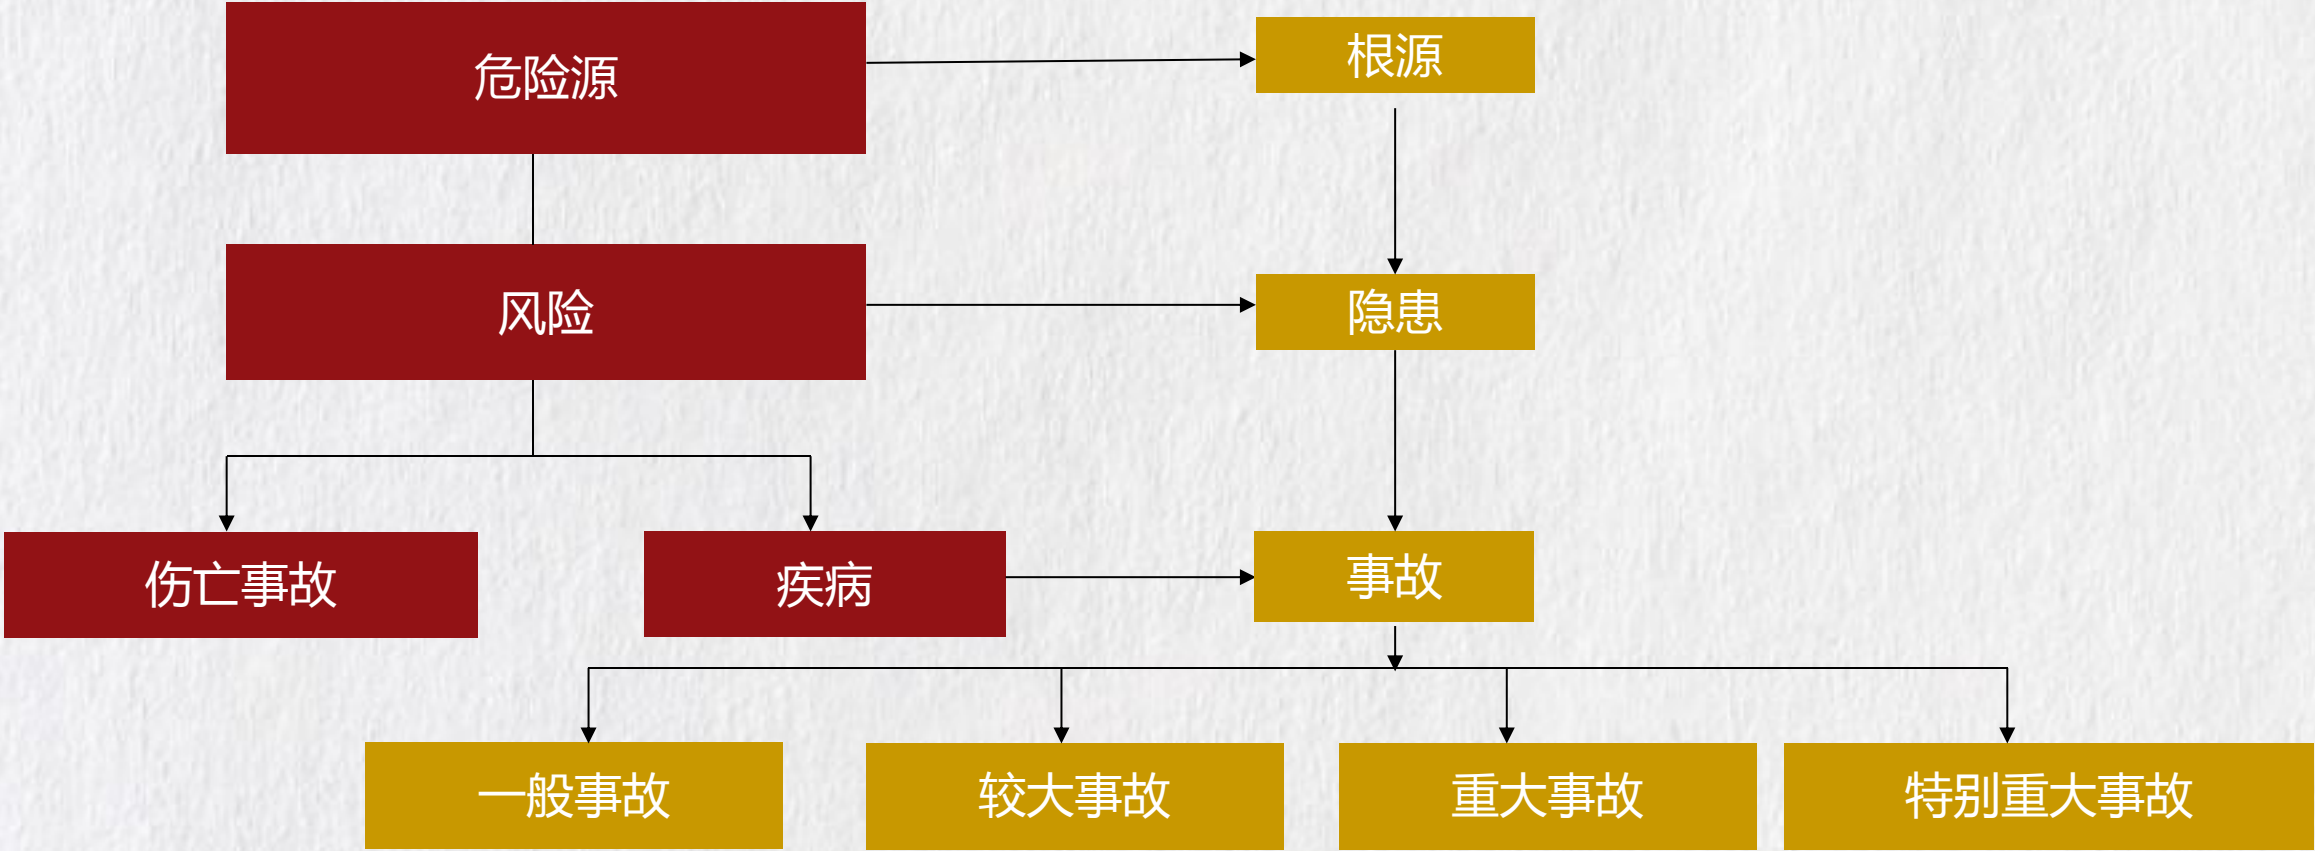 危险源
根源
风险
隐患
伤亡事故
疾病
事故
一般事故
较大事故
重大事故
特别重大事故